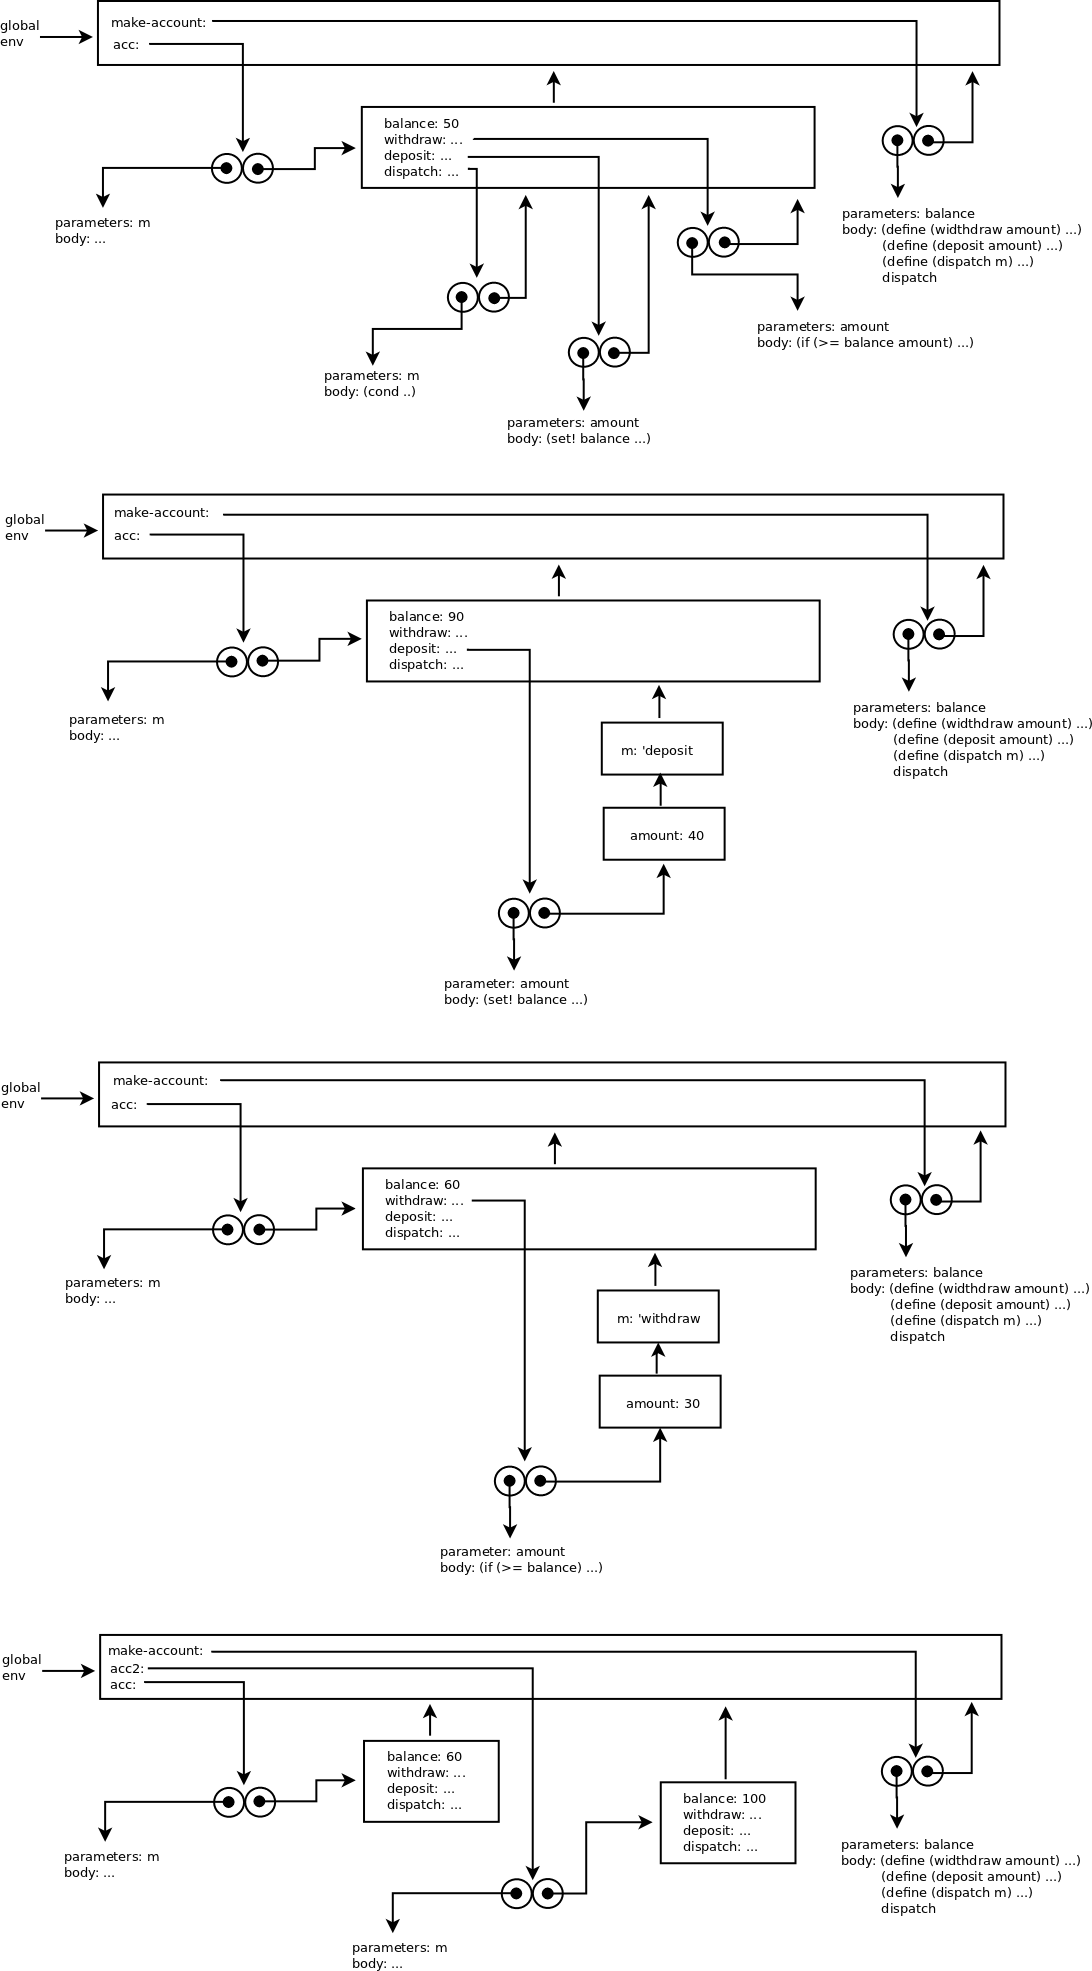 global
env
make-account:
acc:
balance: 50
withdraw: ...
deposit: ...
dispatch: ...
parameters: m
body: ...
parameters: balance
body: (define (widthdraw amount) ...)
(define (deposit amount) ...)
(define (dispatch m) ...)
dispatch
parameters: amount
body: (if (>= balance amount) ...)
parameters: m
body: (cond ..)
parameters: amount
body: (set! balance ...)
global
env
make-account:
acc:
balance: 90
withdraw: ...
deposit: ...
dispatch: ...
parameters: m
body: ...
parameters: balance
body: (define (widthdraw amount) ...)
(define (deposit amount) ...)
(define (dispatch m) ...)
dispatch
m: 'deposit
amount: 40
parameter: amount
body: (set! balance ...)
global
env
make-account:
acc:
balance: 60
withdraw: ...
deposit: ...
dispatch: ...
parameters: m
body: ...
parameters: balance
body: (define (widthdraw amount) ...)
(define (deposit amount) ...)
(define (dispatch m) ...)
dispatch
m: 'withdraw
amount: 30
parameter: amount
body: (if (>= balance) ...)
global
env
make-account:
acc2:
acc:
balance: 60
withdraw: ...
deposit: ...
dispatch: ...
balance: 100
withdraw: ...
deposit: ...
dispatch: ...
parameters: m
body: ...
parameters: balance
body: (define (widthdraw amount) ...)
(define (deposit amount) ...)
(define (dispatch m) ...)
dispatch
parameters: m
body: ...